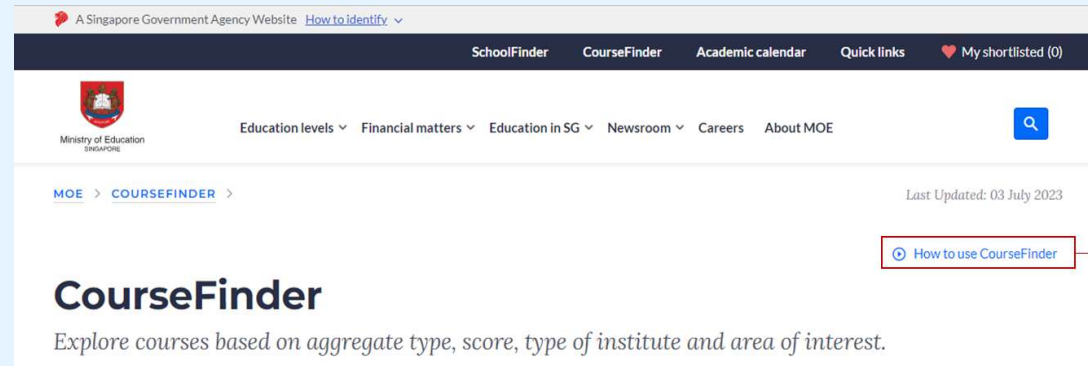 A Singapore Government Agency Website How to identify
SchoolFinder CourseFinder Academic calendar Quick links My shortlisted (0)
Ministry of Education
SINGAPORE
Education levels Financial matters Education in SG Newsroom Careers About MOE
MOE > COURSEFINDER >
Last Updated: 03 July 2023
How to use CourseFinder
CourseFinder
Explore courses based on aggregate type, score, type of institute and area of interest.